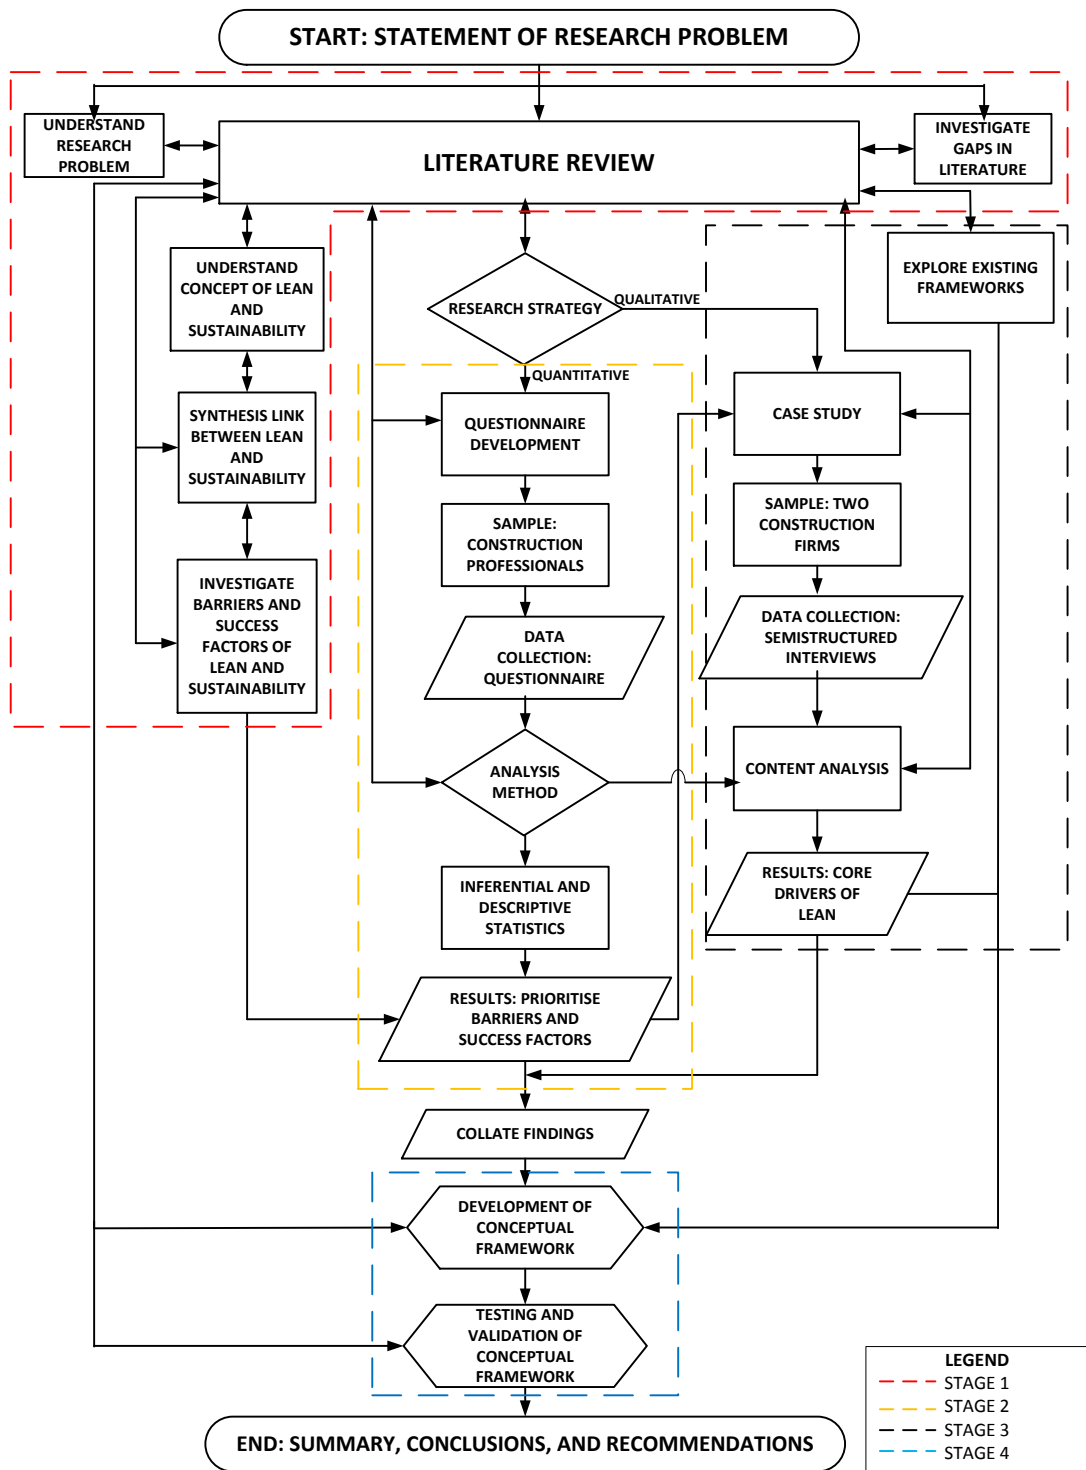 START: STATEMENT OF RESEARCH PROBLEM
UNDERSTAND
RESEARCH
PROBLEM
LITERATURE REVIEW
INVESTIGATE
GAPS IN
LITERATURE
UNDERSTAND
CONCEPT OF LEAN
AND
SUSTAINABILITY
RESEARCH STRATEGY
QUALITATIVE
EXPLORE EXISTING
FRAMEWORKS
QUANTITATIVE
SYNTHESIS LINK
BETWEEN LEAN
AND
SUSTAINABILITY
QUESTIONNAIRE
DEVELOPMENT
CASE STUDY
SAMPLE:
CONSTRUCTION
PROFESSIONALS
SAMPLE: TWO
CONSTRUCTION
FIRMS
INVESTIGATE
BARRIERS AND
SUCCESS
FACTORS OF
LEAN AND
SUSTAINABILITY
DATA
COLLECTION:
QUESTIONNAIRE
DATA COLLECTION:
SEMISTRUCTURED
INTERVIEWS
ANALYSIS
METHOD
CONTENT ANALYSIS
INFERENTIAL AND
DESCRIPTIVE
STATISTICS
RESULTS: CORE
DRIVERS OF
LEAN
RESULTS: PRIORITISE
BARRIERS AND
SUCCESS FACTORS
COLLATE FINDINGS
DEVELOPMENT OF
CONCEPTUAL
FRAMEWORK
TESTING AND
VALIDATION OF
CONCEPTUAL
FRAMEWORK
END: SUMMARY, CONCLUSIONS, AND RECOMMENDATIONS
LEGEND
STAGE 1
STAGE 2
STAGE 3
STAGE 4